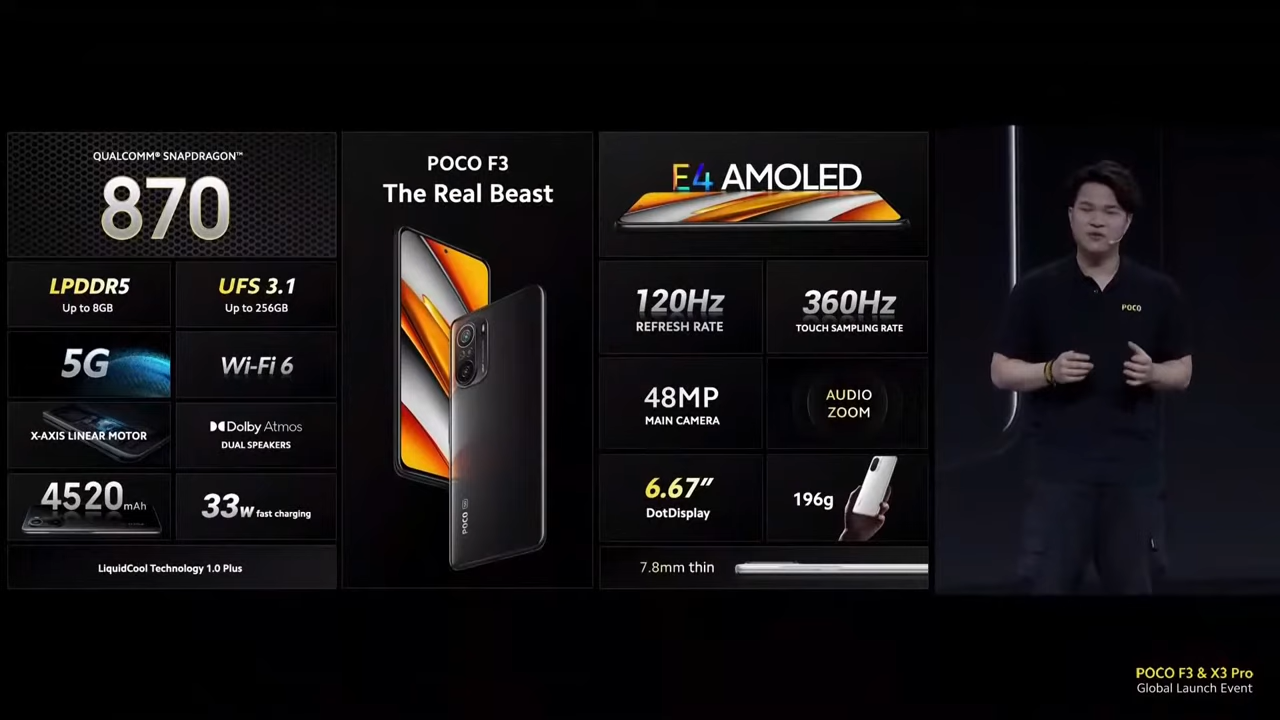 QUALCOMM® SNAPDRAGON™
870
LPDDR5
Up to 8GB
UFS 3.1
Up to 256GB
5G
Wi-Fi 6
X-AXIS LINEAR MOTOR
Dolby Atmos
DUAL SPEAKERS
4520mAh
33w fast charging
LiquidCool Technology 1.0 Plus
POCO F3
The Real Beast
POCO
E4 AMOLED
120Hz
REFRESH RATE
360Hz
TOUCH SAMPLING RATE
48MP
MAIN CAMERA
AUDIO
ZOOM
6.67”
DotDisplay
196g
7.8mm thin
POCO
POCO F3 & X3 Pro
Global Launch Event